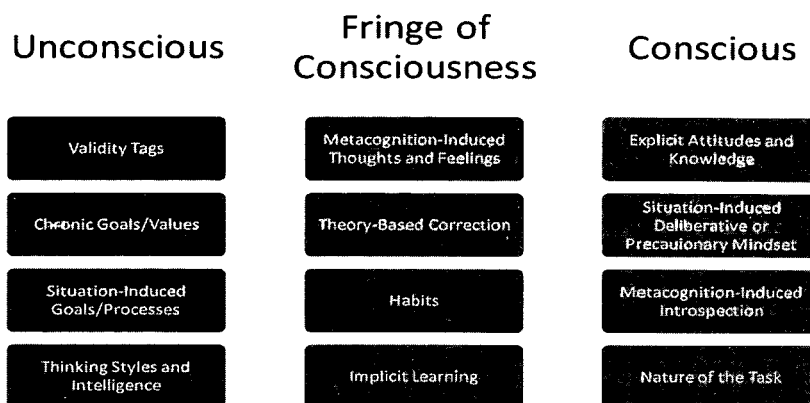 Unconscious
Fringe of
Consciousness
Conscious
Validity Tags
Metacognition-Induced
Thoughts and Feelings
Explicit Attitudes and
Knowledge
Chronic Goals/Values
Theory-Based Correction
Situation-Induced
Deliberative or
Precauionary Mindset
Situation-Induced
Goals/Processes
Habits
Metacognition-Induced
Introspection
Thinking Styles and
Intelligence
Implicit Learning
Nature of the Task